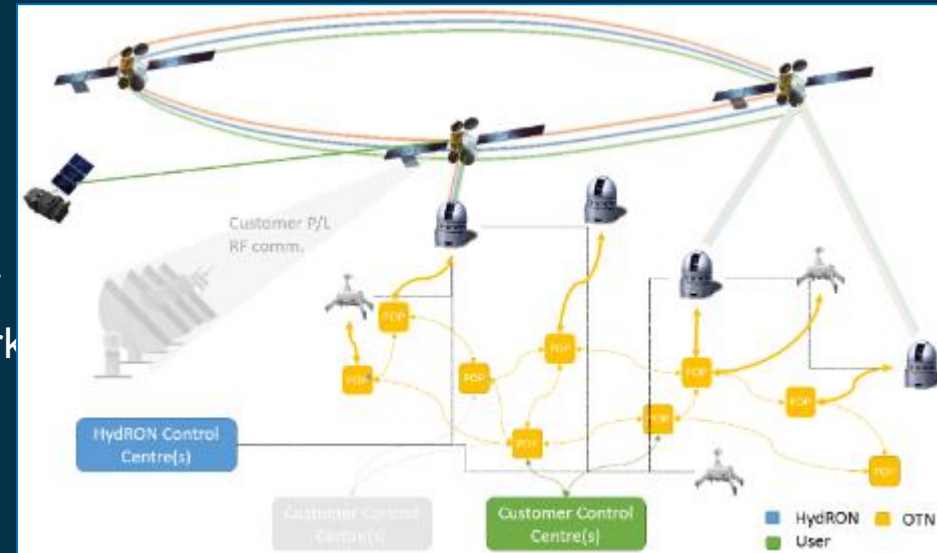 Customer P/L
RF comm.
POP
POP
POP
POP
POP
POP
POP
POP
POP
HydRON Control
Centre(s)
Customer Control
Centre(s)
Customer Control
Centre(s)
HydRON
OTN
User